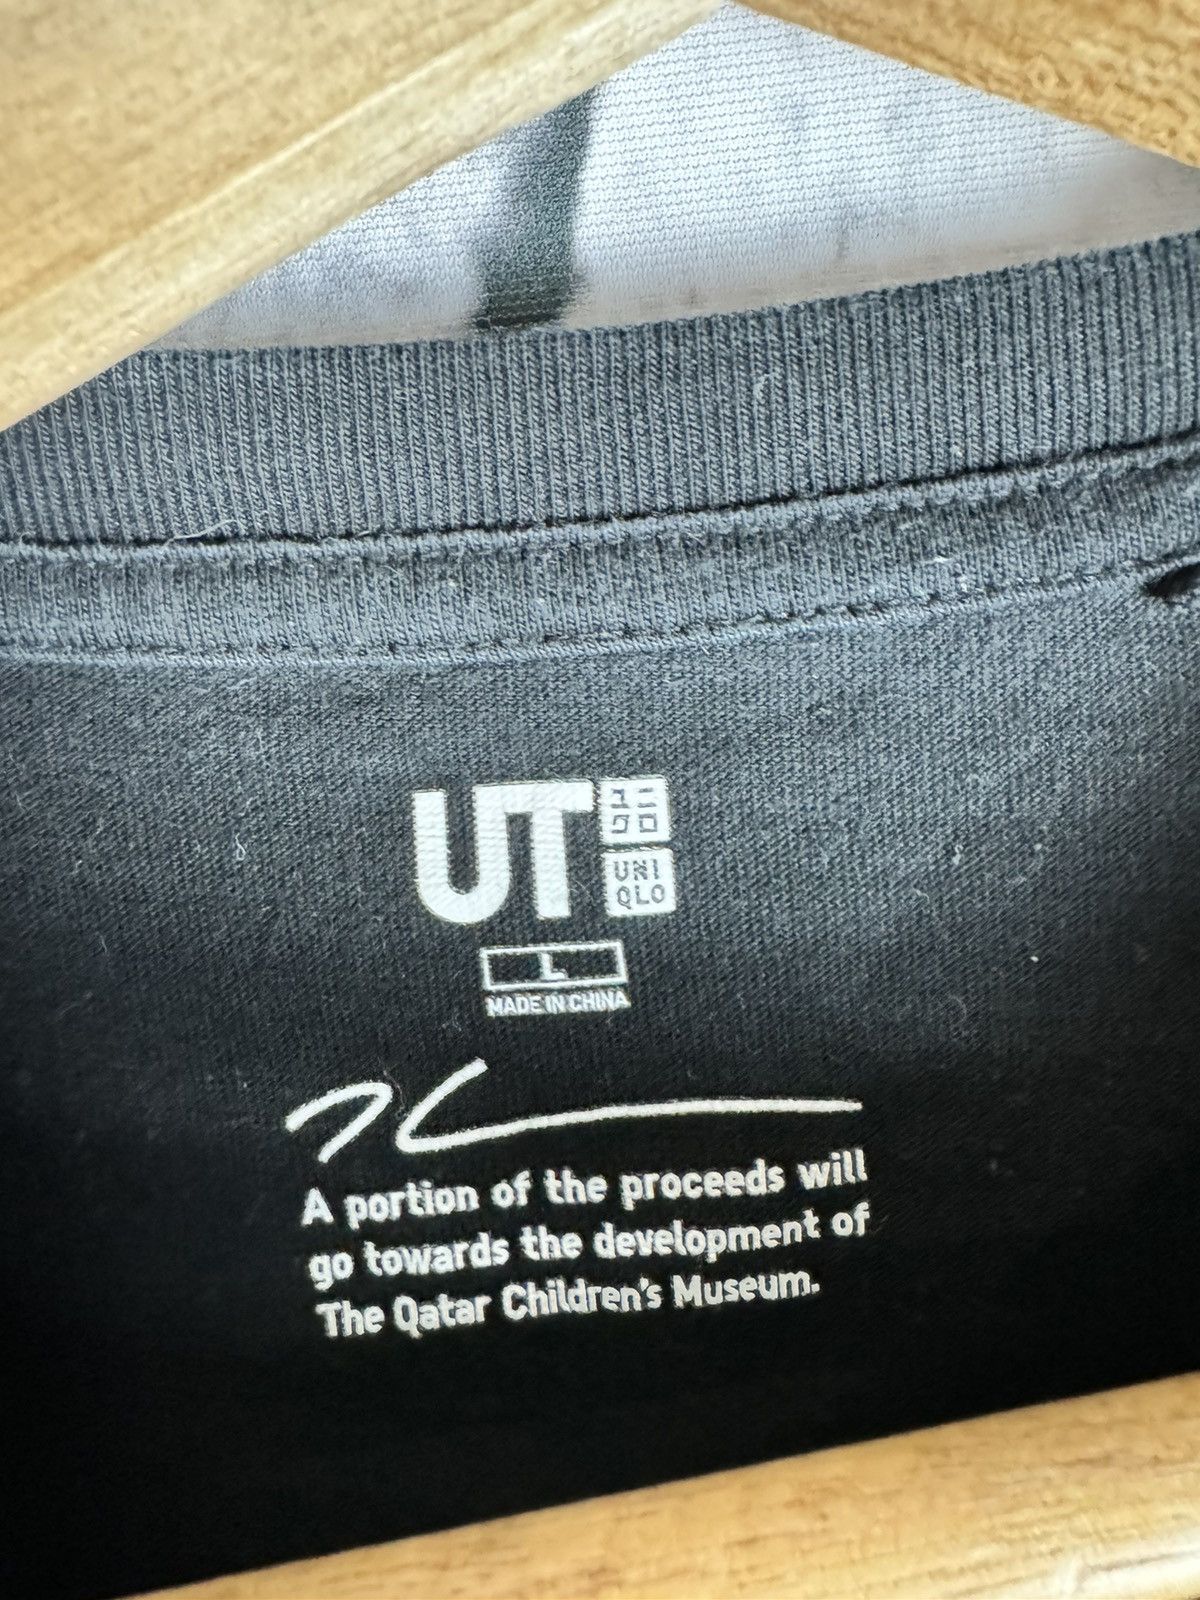 UT
ユニ
クロ
UNI
QLO
L
MADE IN CHINA
A portion of the proceeds will
go towards the development of
The Qatar Children's Museum.